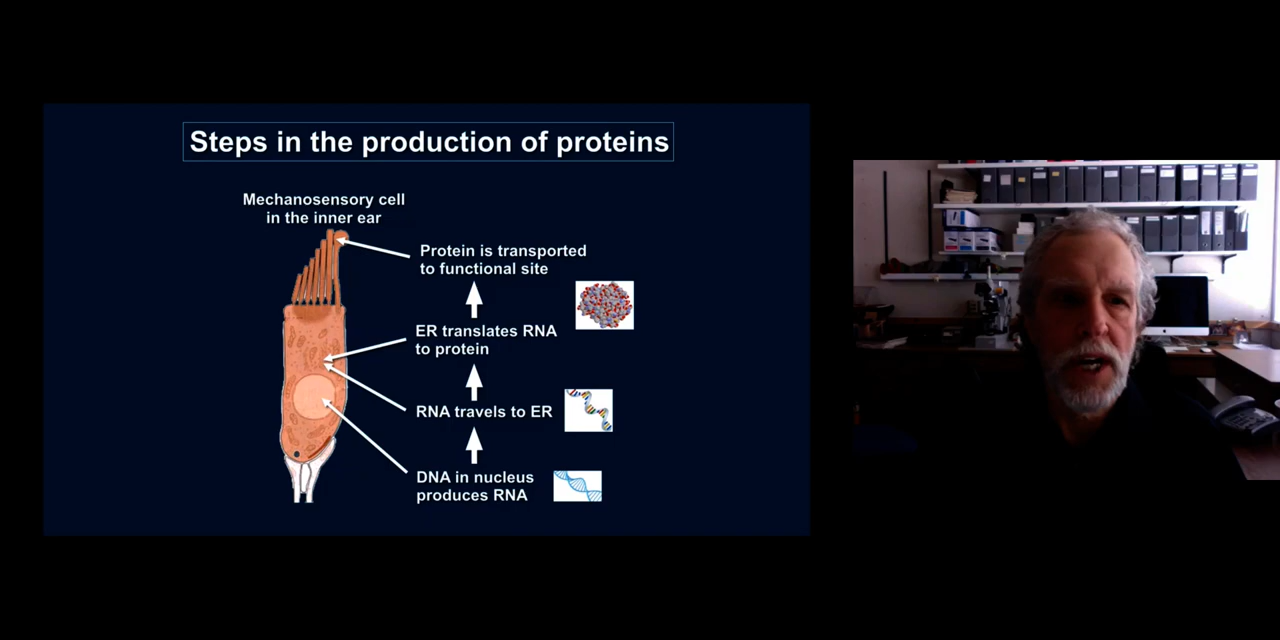 Steps in the production of proteins
Mechanosensory cell
in the inner ear
Protein is transported
to functional site
ER translates RNA
to protein
RNA travels to ER
DNA in nucleus
produces RNA